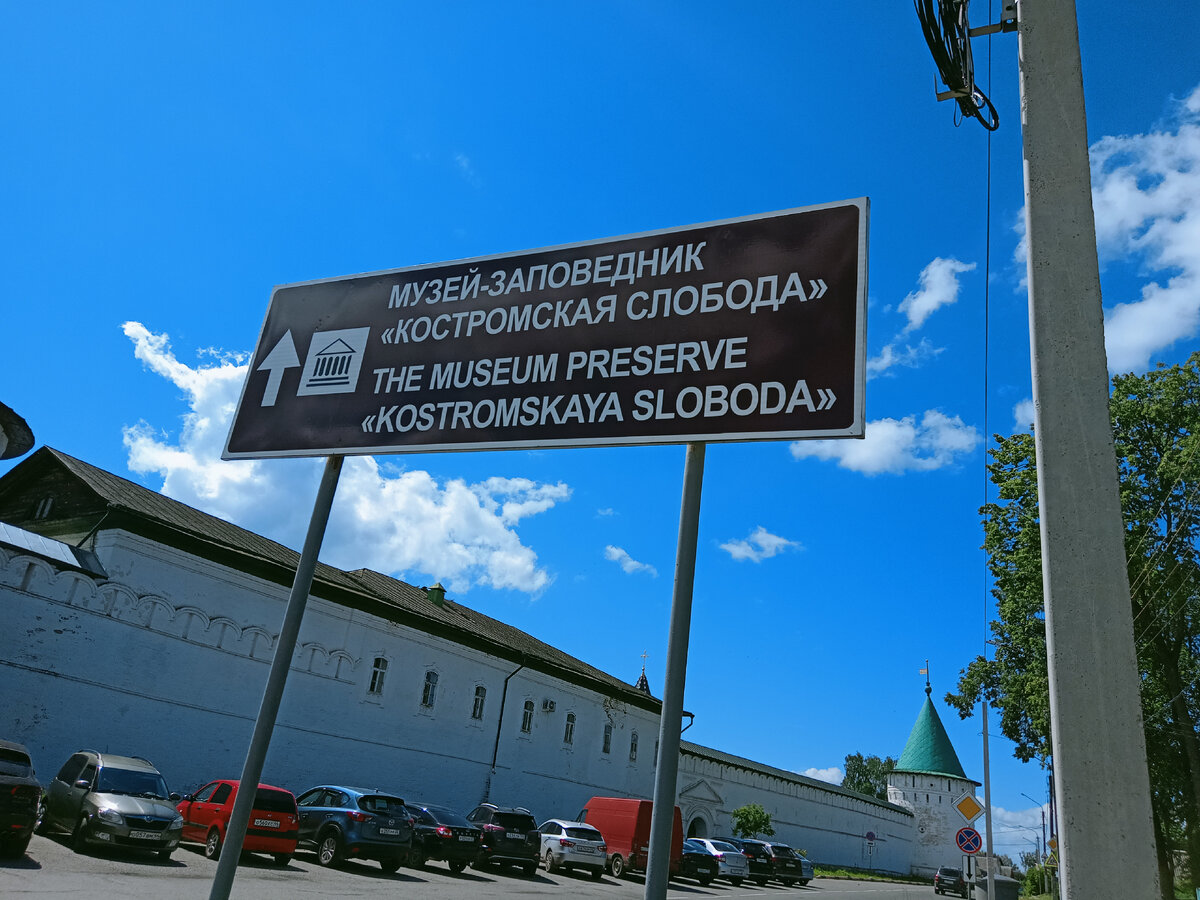 МУЗЕЙ-ЗАПОВЕДНИК
«КОСТРОМСКАЯ СЛОБОДА»
THE MUSEUM PRESERVE
«KOSTROMSKAYA SLOBODA»